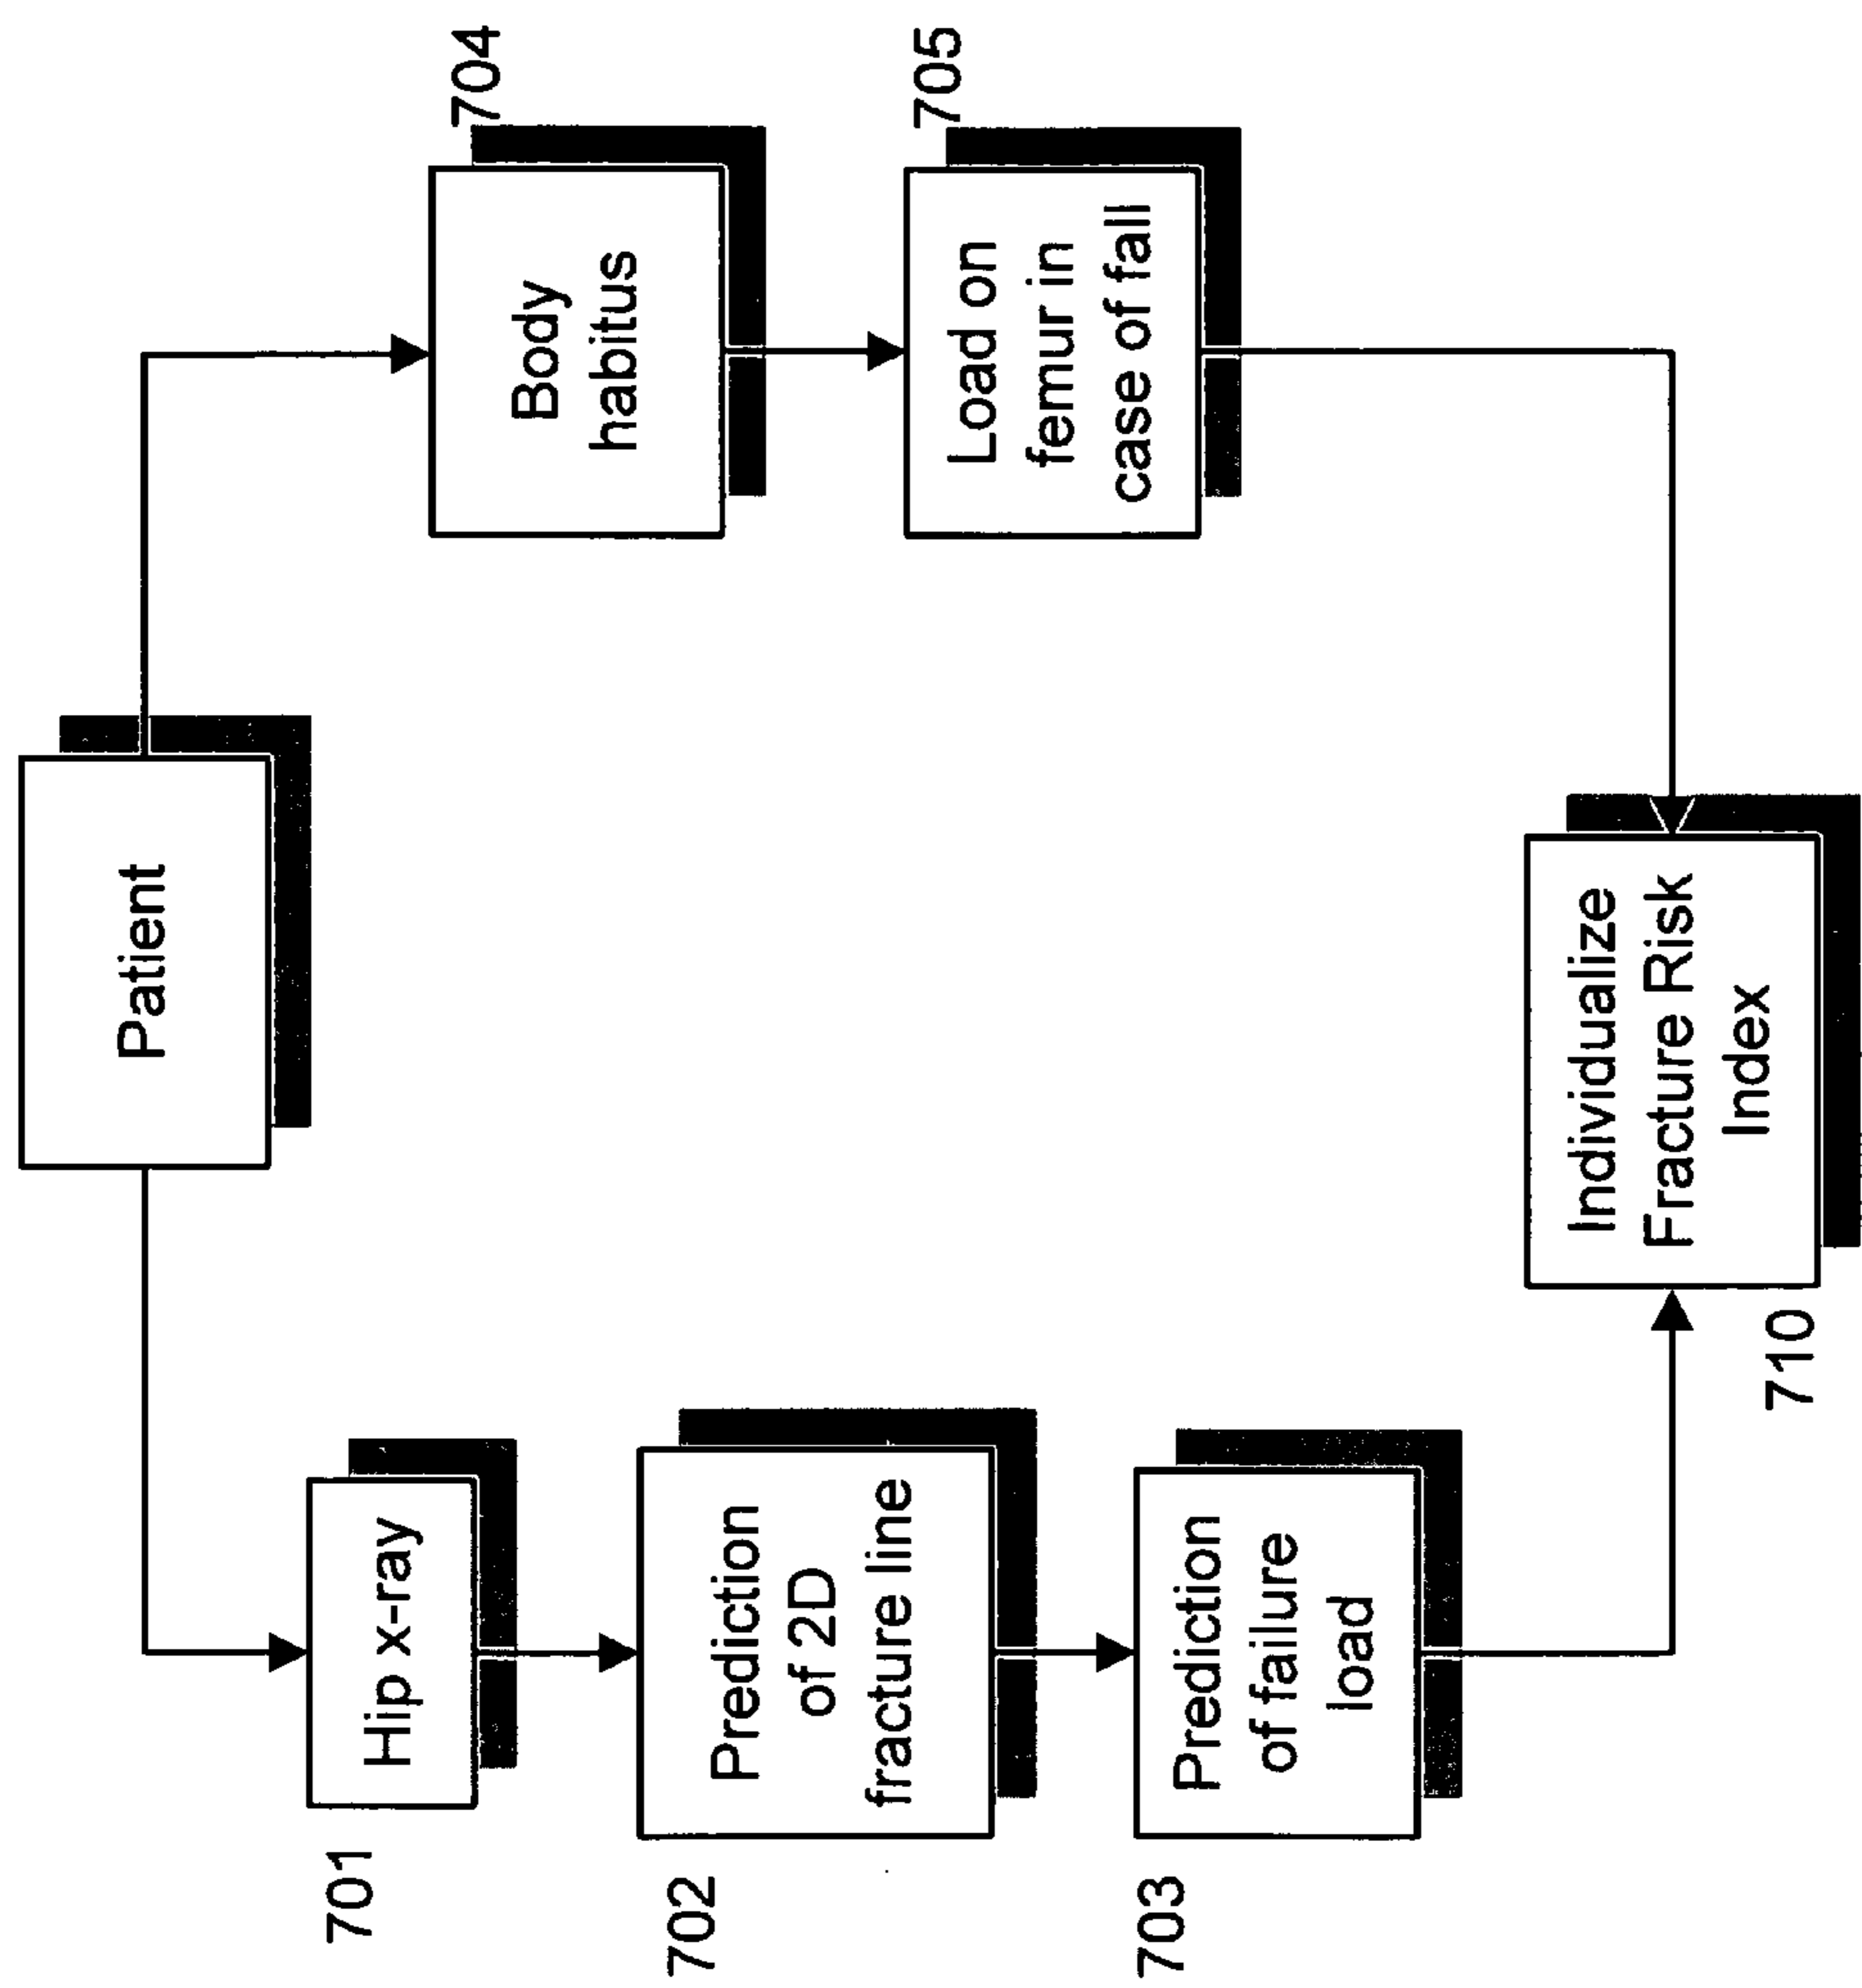 Patient
701
Hip x-ray
702
Prediction
of 2D
fracture line
703
Prediction
of failure
load
704
Body
habitus
705
Load on
femur in
case of fall
Individualize
Fracture Risk
Index
710